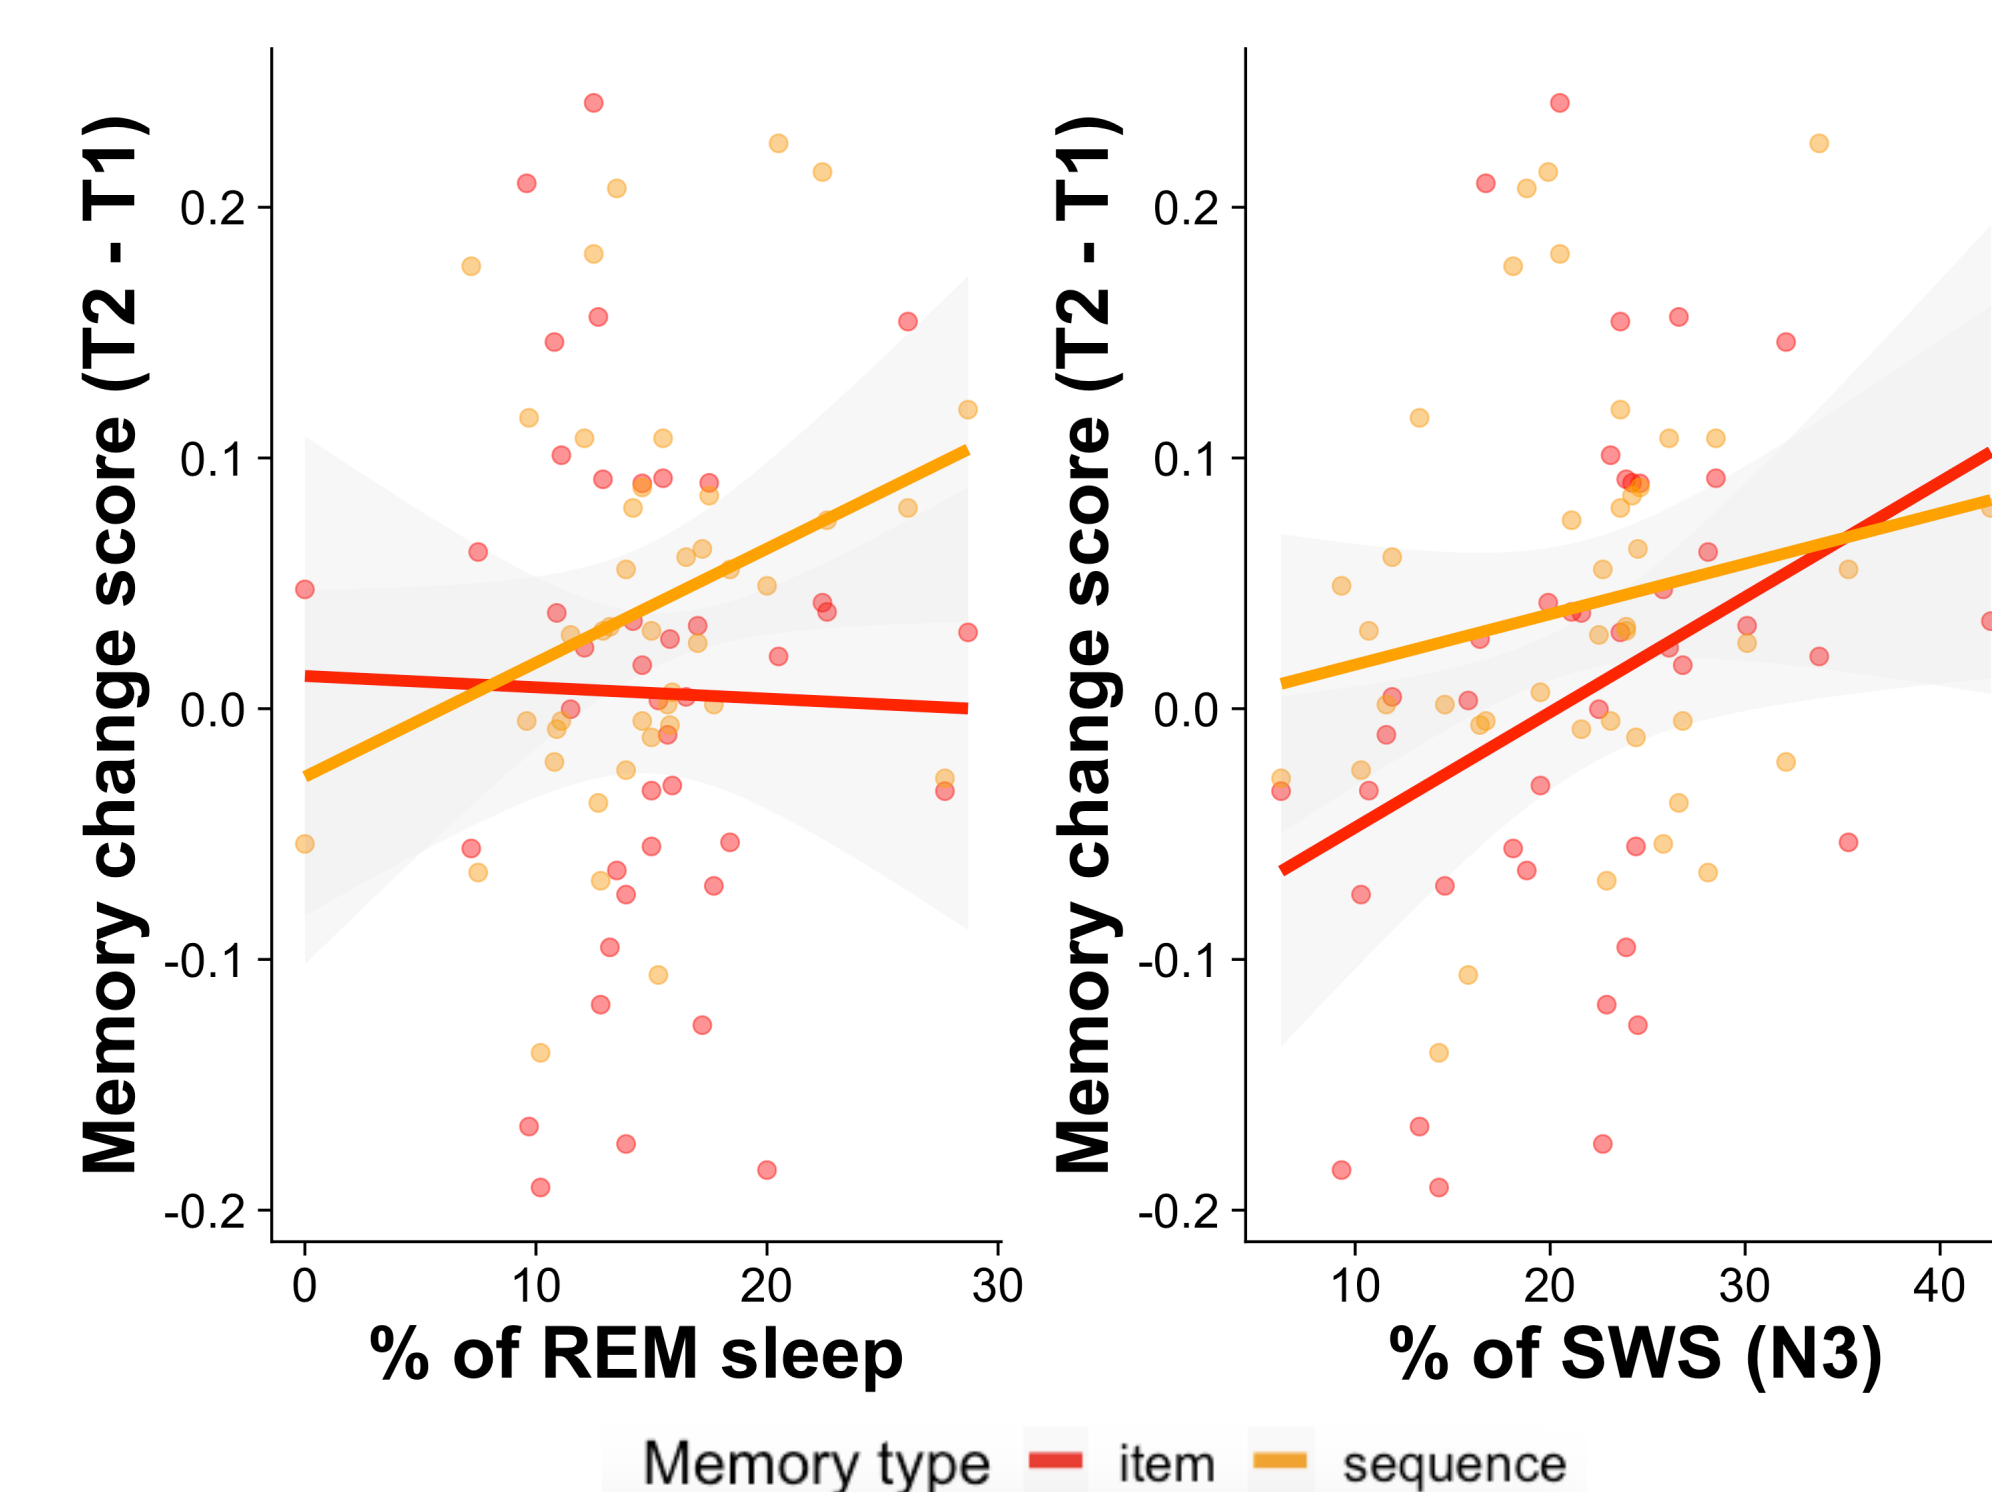 Memory change score (T2 - T1)
0.2
0.1
0.0
-0.1
-0.2
0 10 20 30
% of REM sleep
Memory change score (T2 - T1)
0.2
0.1
0.0
-0.1
-0.2
10 20 30 40
% of SWS (N3)
Memory type item sequence